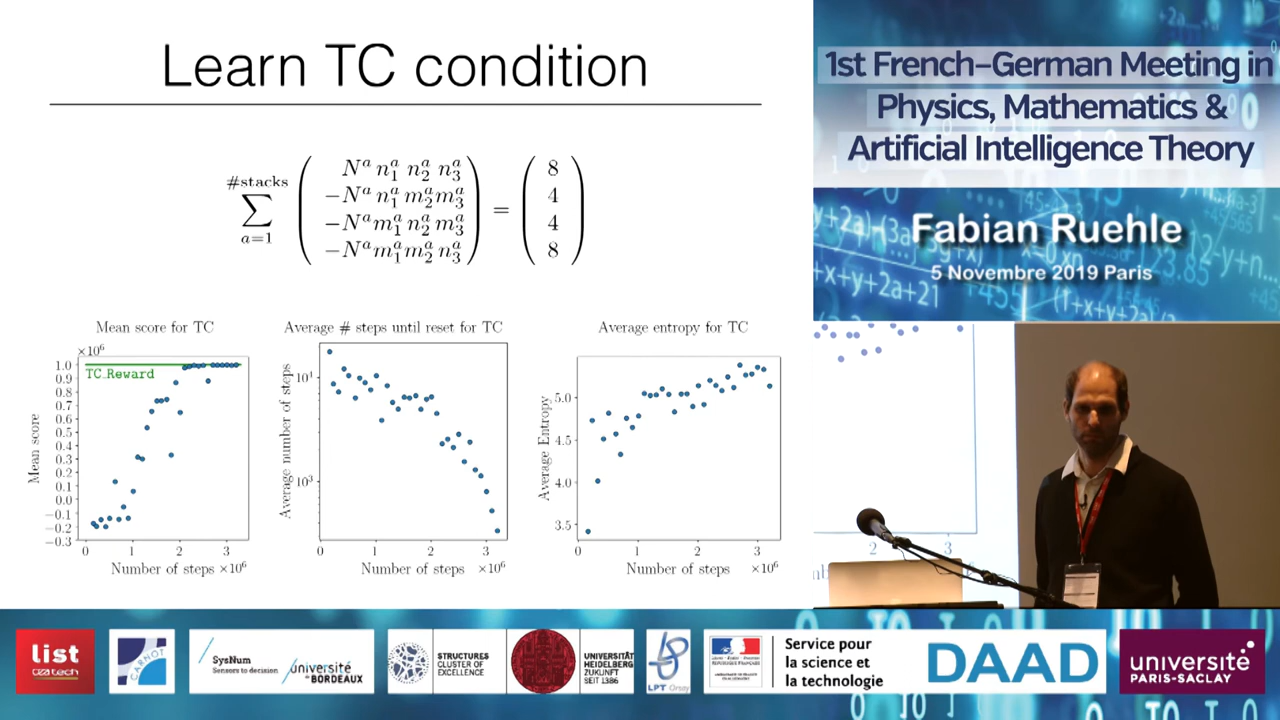 Learn TC condition
#stacks
∑
a=1
( N^a n_1^a n_2^a n_3^a
-N^a n_1^a m_2^a m_3^a
-N^a m_1^a n_2^a m_3^a
-N^a m_1^a m_2^a n_3^a ) = ( 8
4
4
8 )
Mean score for TC
×10^6
1.0
0.9
0.8
0.7
0.6
0.5
0.4
0.3
0.2
0.1
0.0
−0.1
−0.2
−0.3
TC_Reward
Mean score
0 1 2 3
Number of steps ×10^6
Average # steps until reset for TC
10^4
10^3
Average number of steps
0 1 2 3
Number of steps ×10^6
Average entropy for TC
5.0
4.5
4.0
3.5
Average Entropy
0 1 2 3
Number of steps ×10^6
1st French–German Meeting in
Physics, Mathematics &
Artificial Intelligence Theory
Fabian Ruehle
5 Novembre 2019 Paris
2 3
list
ceatech
SysNum
Sensors to decision
université
de BORDEAUX
STRUCTURES
CLUSTER OF
EXCELLENCE
UNIVERSITÄT
HEIDELBERG
ZUKUNFT
SEIT 1386
LPT Orsay
Service pour
la science et
la technologie
DAAD
université
PARIS-SACLAY